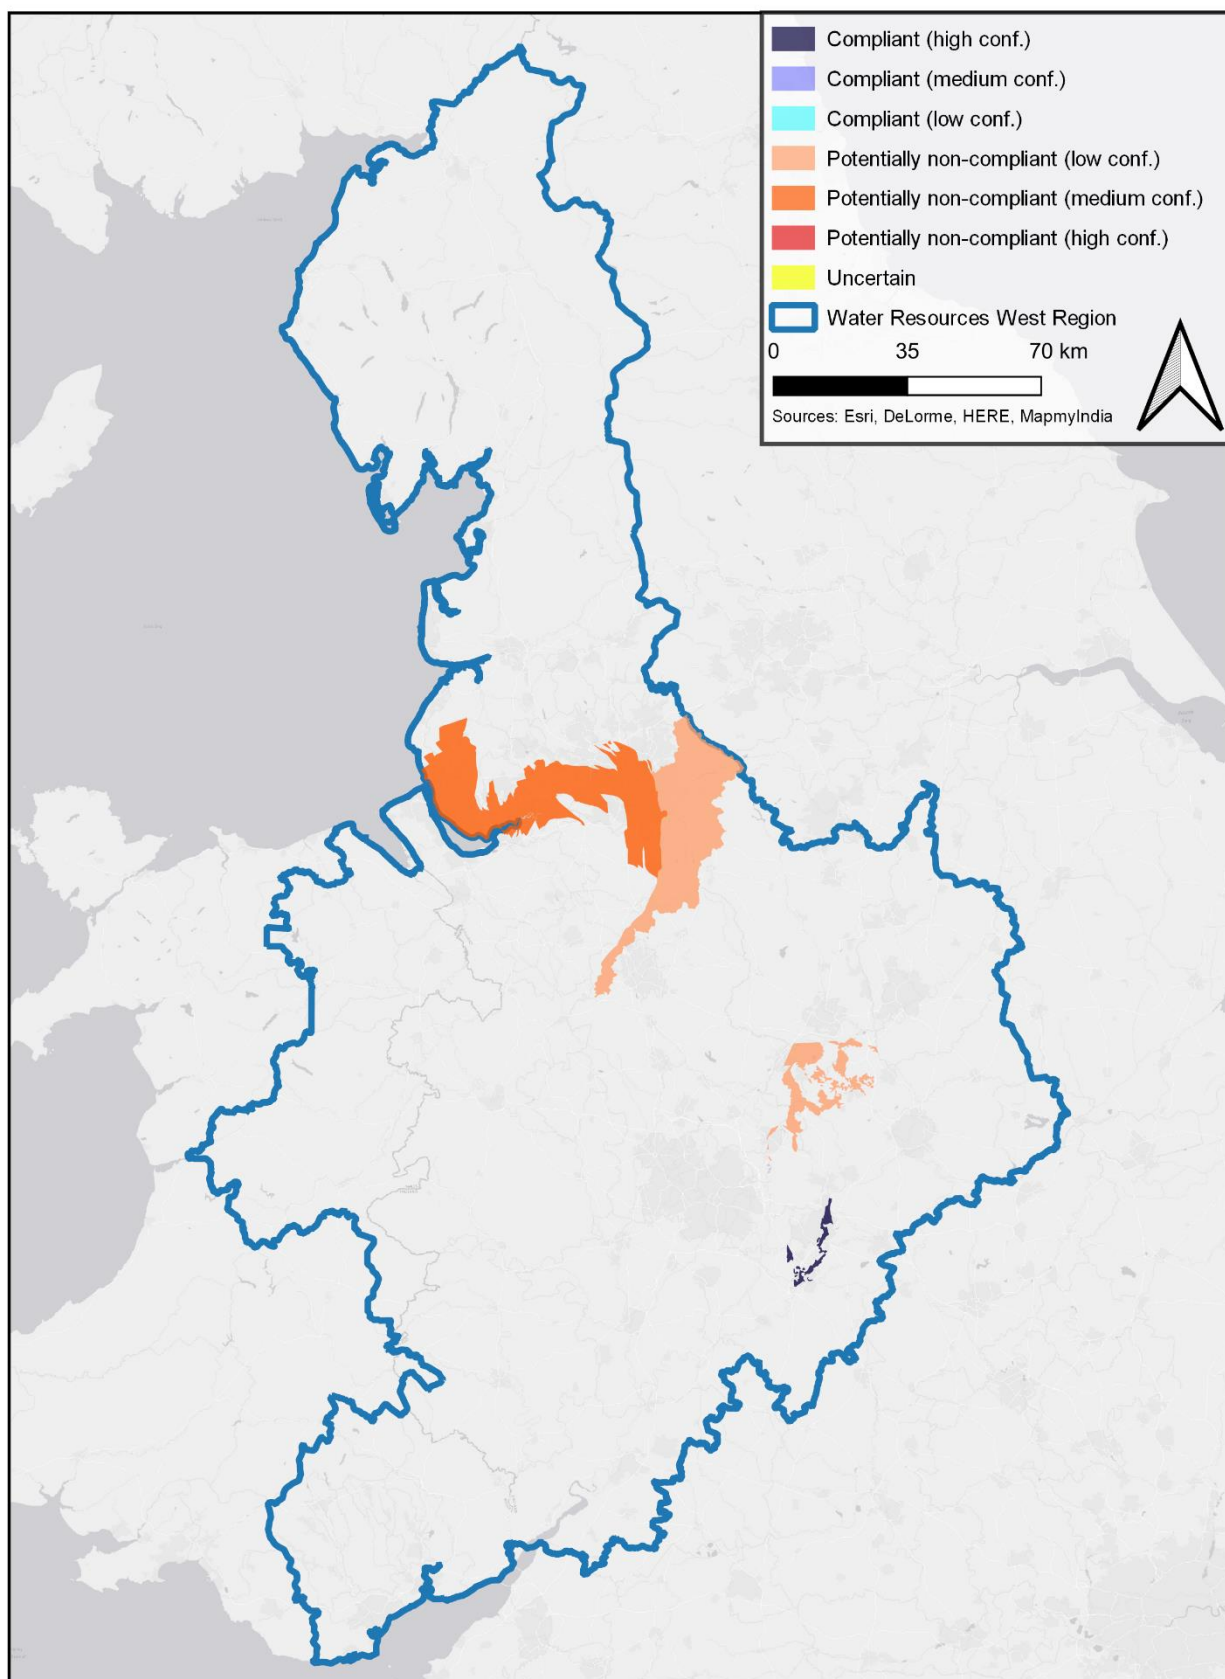 Compliant (high conf.)
Compliant (medium conf.)
Compliant (low conf.)
Potentially non-compliant (low conf.)
Potentially non-compliant (medium conf.)
Potentially non-compliant (high conf.)
Uncertain
Water Resources West Region
0 35 70 km
Sources: Esri, DeLorme, HERE, MapmyIndia